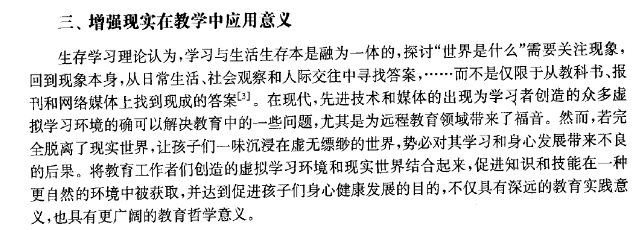 三、增强现实在教学中应用意义
生存学习理论认为,学习与生活生存本是融为一体的,探讨“世界是什么”需要关注现象,
回到现象本身,从日常生活、社会观察和人际交往中寻找答案,……而不是仅限于从教科书、报
刊和网络媒体上找到现成的答案[3]。在现代,先进技术和媒体的出现为学习者创造的众多虚
拟学习环境的确可以解决教育中的一些问题,尤其是为远程教育领域带来了福音。然而,若完
全脱离了现实世界,让孩子们一味沉浸在虚无缥缈的世界,势必对其学习和身心发展带来不良
的后果。将教育工作者们创造的虚拟学习环境和现实世界结合起来,促进知识和技能在一种
更自然的环境中被获取,并达到促进孩子们身心健康发展的目的,不仅具有深远的教育实践意
义,也具有更广阔的教育哲学意义。